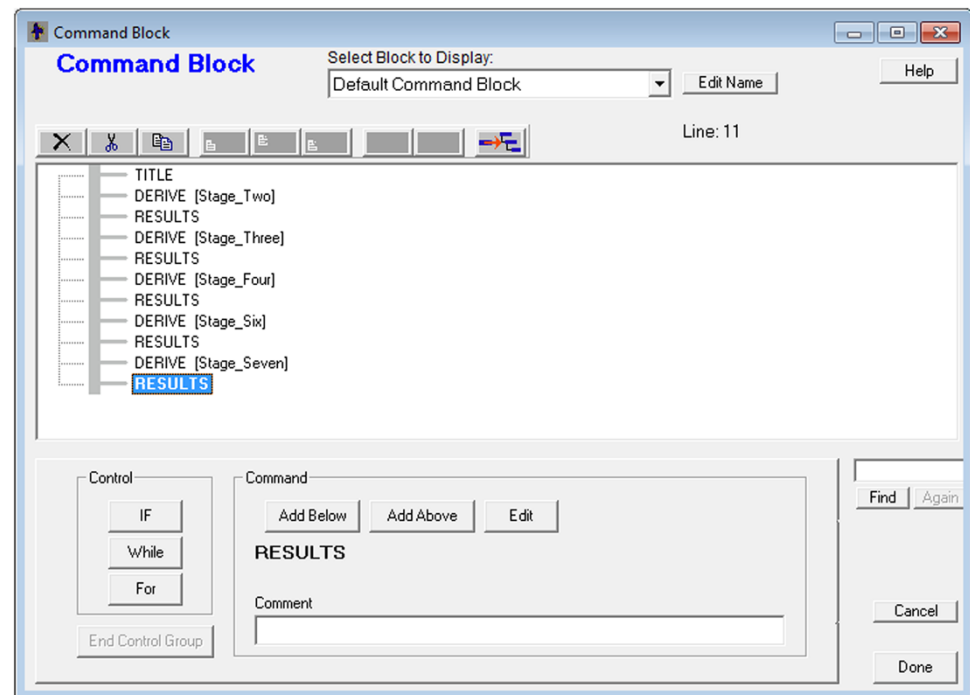 Command Block
Command Block
Select Block to Display:
Default Command Block
Edit Name
Help
Line: 11
TITLE
DERIVE [Stage_Two]
RESULTS
DERIVE [Stage_Three]
RESULTS
DERIVE [Stage_Four]
RESULTS
DERIVE [Stage_Six]
RESULTS
DERIVE [Stage_Seven]
RESULTS
Control
IF
While
For
End Control Group
Command
Add Below
Add Above
Edit
RESULTS
Comment
Find
Again
Cancel
Done